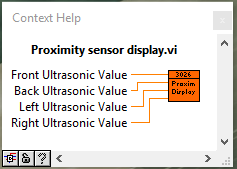 Context Help
Proximity sensor display.vi
Front Ultrasonic Value
Back Ultrasonic Value
Left Ultrasonic Value
Right Ultrasonic Value
3026
Proxim
Display
?